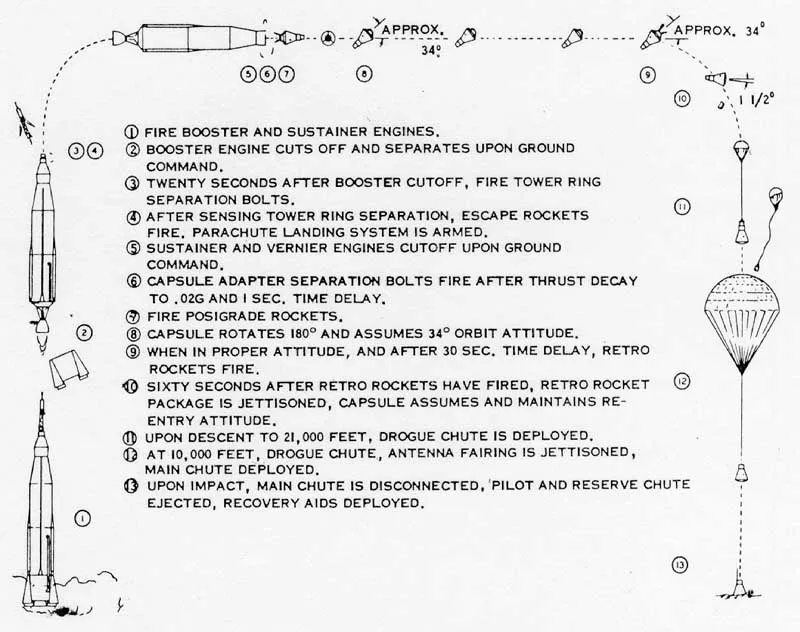 APPROX.
34°
APPROX. 34°
⑤ ⑥ ⑦
⑧
⑨
⑩
1 1/2°
③ ④
⑪
②
⑫
①
⑬
① FIRE BOOSTER AND SUSTAINER ENGINES.
② BOOSTER ENGINE CUTS OFF AND SEPARATES UPON GROUND
COMMAND.
③ TWENTY SECONDS AFTER BOOSTER CUTOFF, FIRE TOWER RING
SEPARATION BOLTS.
④ AFTER SENSING TOWER RING SEPARATION, ESCAPE ROCKETS
FIRE. PARACHUTE LANDING SYSTEM IS ARMED.
⑤ SUSTAINER AND VERNIER ENGINES CUTOFF UPON GROUND
COMMAND.
⑥ CAPSULE ADAPTER SEPARATION BOLTS FIRE AFTER THRUST DECAY
TO .02G AND 1 SEC. TIME DELAY.
⑦ FIRE POSIGRADE ROCKETS.
⑧ CAPSULE ROTATES 180° AND ASSUMES 34° ORBIT ATTITUDE.
⑨ WHEN IN PROPER ATTITUDE, AND AFTER 30 SEC. TIME DELAY, RETRO
ROCKETS FIRE.
⑩ SIXTY SECONDS AFTER RETRO ROCKETS HAVE FIRED, RETRO ROCKET
PACKAGE IS JETTISONED, CAPSULE ASSUMES AND MAINTAINS RE-
ENTRY ATTITUDE.
⑪ UPON DESCENT TO 21,000 FEET, DROGUE CHUTE IS DEPLOYED.
⑫ AT 10,000 FEET, DROGUE CHUTE, ANTENNA FAIRING IS JETTISONED,
MAIN CHUTE DEPLOYED.
⑬ UPON IMPACT, MAIN CHUTE IS DISCONNECTED, PILOT AND RESERVE CHUTE
EJECTED, RECOVERY AIDS DEPLOYED.